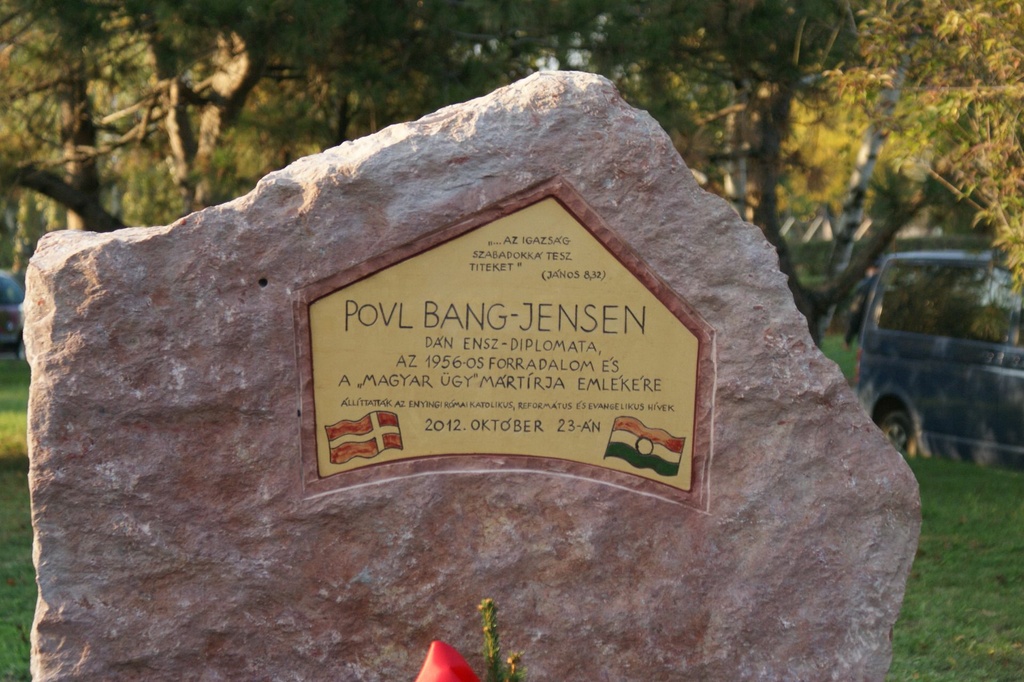 „... AZ IGAZSÁG
SZABADOKKÁ TESZ
TITEKET" (JÁNOS 8,32)
POVL BANG-JENSEN
DÁN ENSZ-DIPLOMATA,
AZ 1956-OS FORRADALOM ÉS
A „MAGYAR ÜGY" MÁRTÍRJA EMLÉKÉRE
ÁLLÍTTATTÁK AZ ENYINGI RÓMAI KATOLIKUS, REFORMÁTUS ÉS EVANGELIKUS HÍVEK
2012. OKTÓBER 23-ÁN